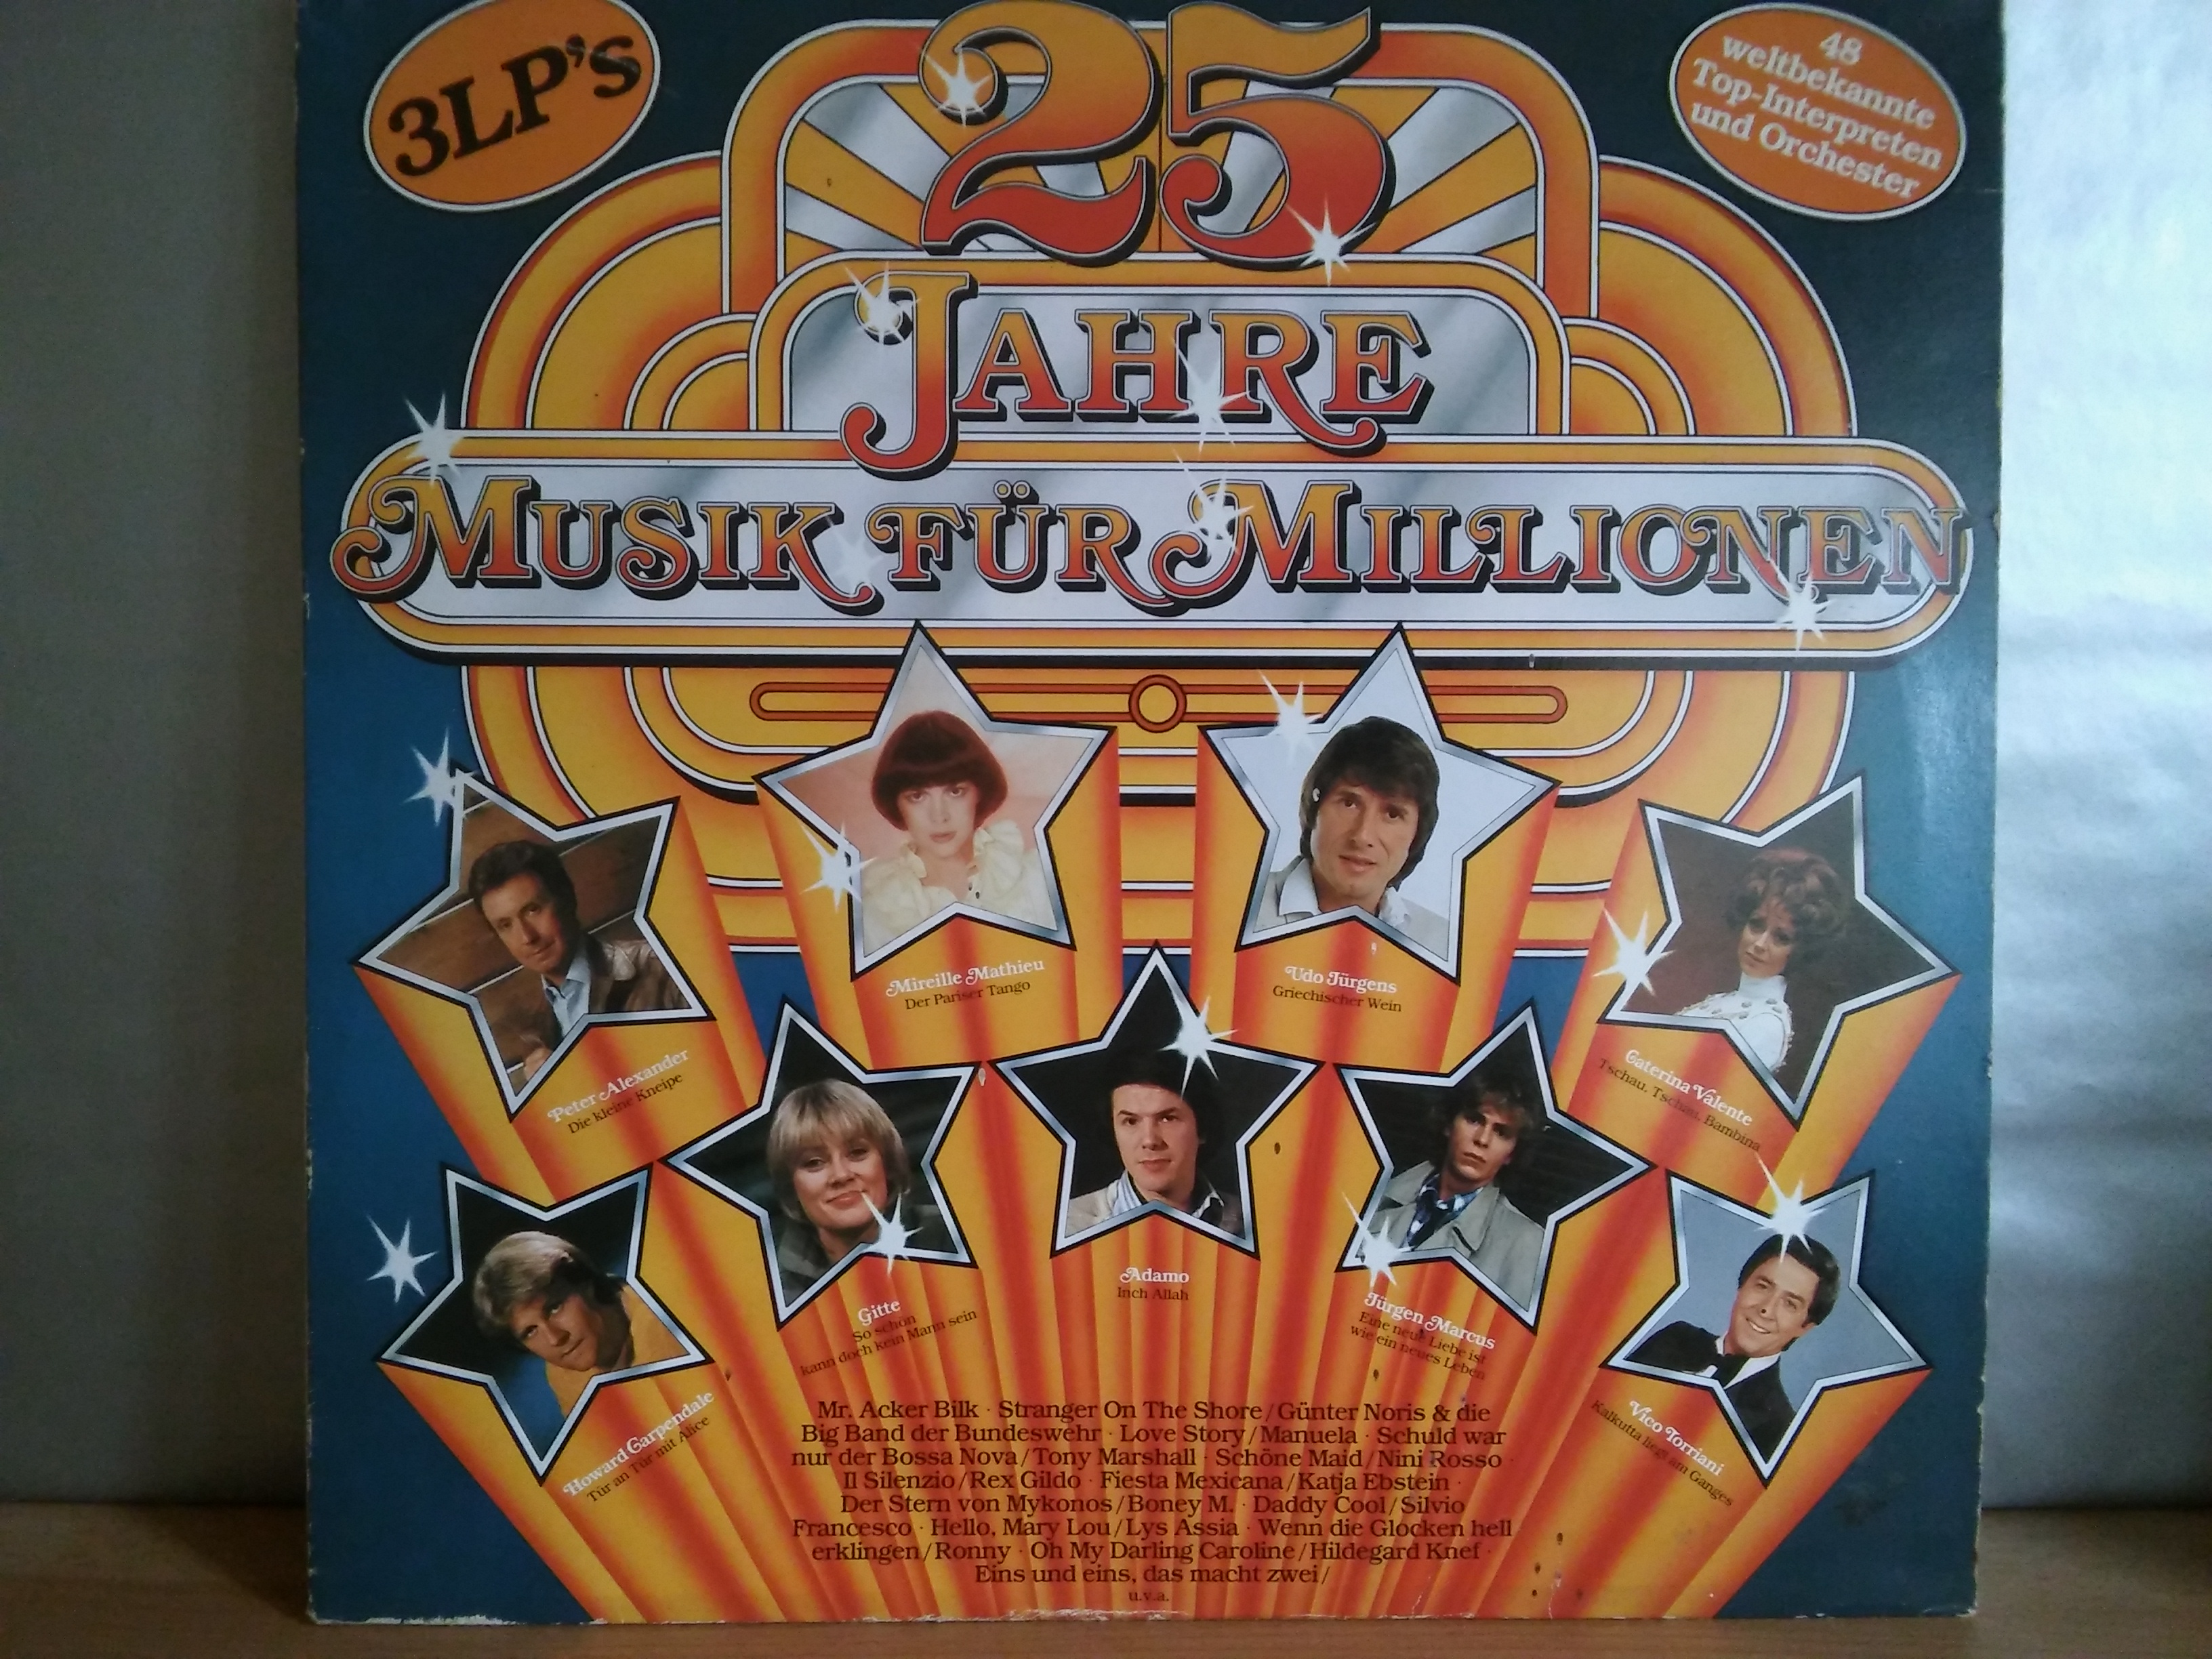 3LP's
48
weltbekannte
Top-Interpreten
und Orchester
25
JAHRE
MUSIK FÜR MILLIONEN
Mireille Mathieu
Der Pariser Tango
Udo Jürgens
Griechischer Wein
Peter Alexander
Die kleine Kneipe
Caterina Valente
Tschau, Tschau, Bambina
Gitte
So schön
kann doch kein Mann sein
Adamo
Inch Allah
Jürgen Marcus
Eine neue Liebe ist
wie ein neues Leben
Howard Carpendale
Tür an Tür mit Alice
Vico Torriani
Kalkutta liegt am Ganges
Mr. Acker Bilk · Stranger On The Shore/Günter Noris & die
Big Band der Bundeswehr · Love Story/Manuela · Schuld war
nur der Bossa Nova/Tony Marshall · Schöne Maid/Nini Rosso ·
Il Silenzio/Rex Gildo · Fiesta Mexicana/Katja Ebstein ·
Der Stern von Mykonos/Boney M. · Daddy Cool/Silvio
Francesco · Hello, Mary Lou/Lys Assia · Wenn die Glocken hell
erklingen/Ronny · Oh My Darling Caroline/Hildegard Knef ·
Eins und eins, das macht zwei/
u.v.a.